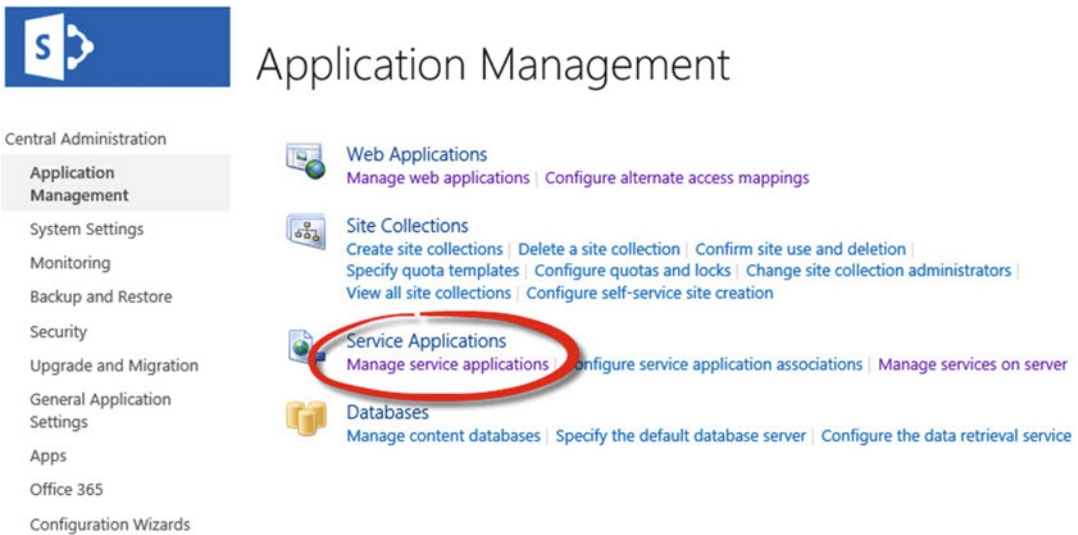 S
Application Management
Central Administration
Application
Management
System Settings
Monitoring
Backup and Restore
Security
Upgrade and Migration
General Application
Settings
Apps
Office 365
Configuration Wizards
Web Applications
Manage web applications | Configure alternate access mappings
Site Collections
Create site collections | Delete a site collection | Confirm site use and deletion |
Specify quota templates | Configure quotas and locks | Change site collection administrators |
View all site collections | Configure self-service site creation
Service Applications
Manage service applications | onfigure service application associations | Manage services on server
Databases
Manage content databases | Specify the default database server | Configure the data retrieval service